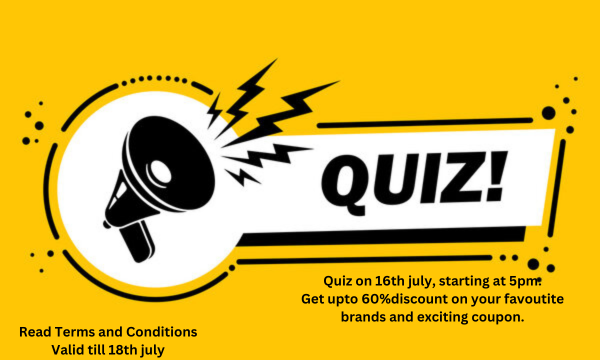 QUIZ!
Quiz on 16th july, starting at 5pm.
Get upto 60%discount on your favoutite
brands and exciting coupon.
Read Terms and Conditions
Valid till 18th july